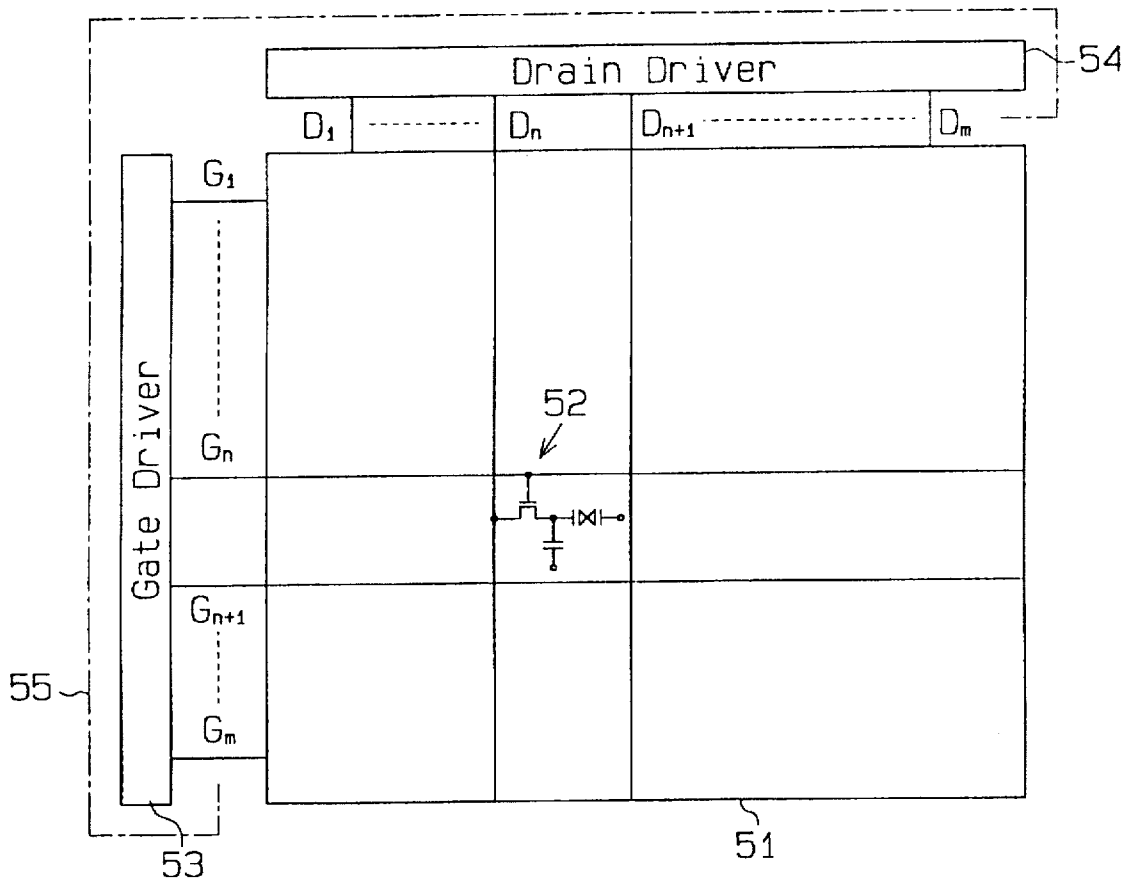 Drain Driver
54
D₁
Dₙ
Dₙ₊₁
Dₘ
G₁
Gate Driver
52
Gₙ
Gₙ₊₁
55
Gₘ
53
51